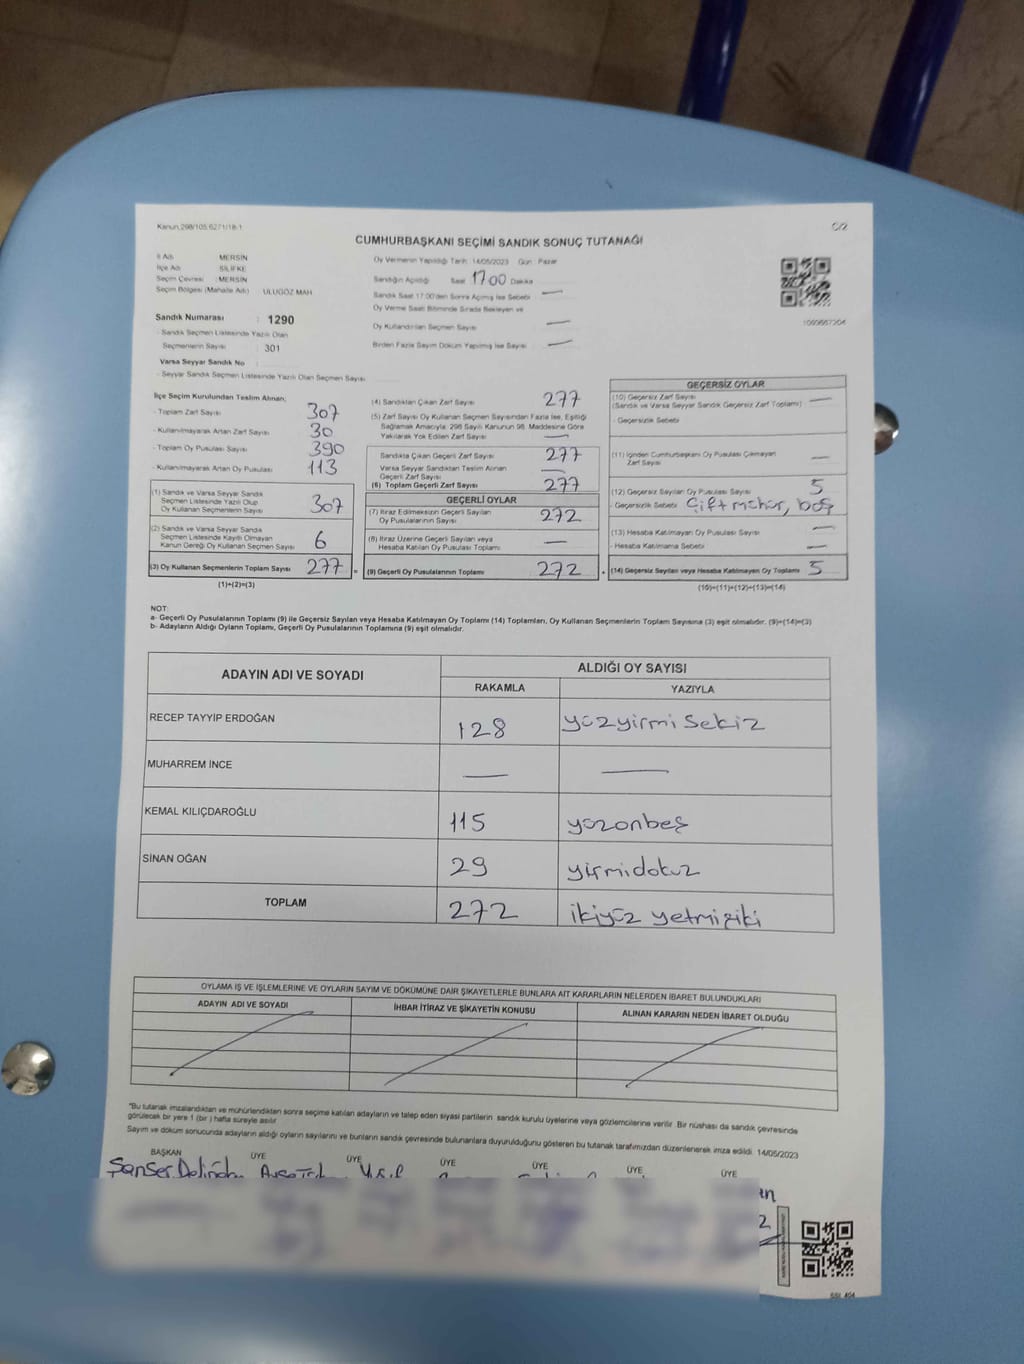 Kanun,298/105,6271/18-1
C/2
CUMHURBAŞKANI SEÇİMİ SANDIK SONUÇ TUTANAĞI
İl Adı : MERSİN
İlçe Adı : SİLİFKE
Seçim Çevresi : MERSİN
Seçim Bölgesi (Mahalle Adı) : ULUGÖZ MAH
Sandık Numarası : 1290
- Sandık Seçmen Listesinde Yazılı Olan
Seçmenlerin Sayısı : 301
Varsa Seyyar Sandık No :
- Seyyar Sandık Seçmen Listesinde Yazılı Olan Seçmen Sayısı
Oy Vermenin Yapıldığı Tarih: 14/05/2023 Gün : Pazar
Sandığın Açıldığı Saat 17.00 Dakika
Sandık Saat 17.00'den Sonra Açılmış İse Sebebi —
Oy Verme Saati Bitiminde Sırada Bekleyen ve
Oy Kullandırılan Seçmen Sayısı —
Birden Fazla Sayım Döküm Yapılmış İse Sayısı —
1069667204
İlçe Seçim Kurulundan Teslim Alınan;
- Toplam Zarf Sayısı 307
- Kullanılmayarak Artan Zarf Sayısı 30
- Toplam Oy Pusulası Sayısı 390
- Kullanılmayarak Artan Oy Pusulası 113
(1) Sandık ve Varsa Seyyar Sandık
Seçmen Listesinde Yazılı Olup
Oy Kullanan Seçmenlerin Sayısı 307
(2) Sandık ve Varsa Seyyar Sandık
Seçmen Listesinde Kayıtlı Olmayan
Kanun Gereği Oy Kullanan Seçmen Sayısı 6
(3) Oy Kullanan Seçmenlerin Toplam Sayısı 277
(1)+(2)=(3)
(4) Sandıktan Çıkan Zarf Sayısı 277
(5) Zarf Sayısı Oy Kullanan Seçmen Sayısından Fazla İse, Eşitliği
Sağlamak Amacıyla; 298 Sayılı Kanunun 98. Maddesine Göre
Yakılarak Yok Edilen Zarf Sayısı —
Sandıkta Çıkan Geçerli Zarf Sayısı 277
Varsa Seyyar Sandıktan Teslim Alınan
Geçerli Zarf Sayısı —
(6) Toplam Geçerli Zarf Sayısı 277
GEÇERLİ OYLAR
(7) İtiraz Edilmeksizin Geçerli Sayılan
Oy Pusulalarının Sayısı 272
(8) İtiraz Üzerine Geçerli Sayılan veya
Hesaba Katılan Oy Pusulası Toplamı —
= (9) Geçerli Oy Pusulalarının Toplamı 272
GEÇERSİZ OYLAR
(10) Geçersiz Zarf Sayısı —
(Sandık ve Varsa Seyyar Sandık Geçersiz Zarf Toplamı)
- Geçersizlik Sebebi
(11) İçinden Cumhurbaşkanı Oy Pusulası Çıkmayan
Zarf Sayısı —
(12) Geçersiz Sayılan Oy Pusulası Sayısı 5
- Geçersizlik Sebebi çift mühür, boş
(13) Hesaba Katılmayan Oy Pusulası Sayısı —
- Hesaba Katılmama Sebebi —
+ (14) Geçersiz Sayılan veya Hesaba Katılmayan Oy Toplamı 5
(10)+(11)+(12)+(13)=(14)
NOT:
a- Geçerli Oy Pusulalarının Toplamı (9) ile Geçersiz Sayılan veya Hesaba Katılmayan Oy Toplamı (14) Toplamları, Oy Kullanan Seçmenlerin Toplam Sayısına (3) eşit olmalıdır. (9)+(14)=(3)
b- Adayların Aldığı Oyların Toplamı, Geçerli Oy Pusulalarının Toplamına (9) eşit olmalıdır.
ADAYIN ADI VE SOYADI ALDIĞI OY SAYISI
RAKAMLA YAZIYLA
RECEP TAYYİP ERDOĞAN 128 yüzyirmi sekiz
MUHARREM İNCE — —
KEMAL KILIÇDAROĞLU 115 yüzonbeş
SİNAN OĞAN 29 yirmidokuz
TOPLAM 272 ikiyüz yetmişiki
OYLAMA İŞ VE İŞLEMLERİNE VE OYLARIN SAYIM VE DÖKÜMÜNE DAİR ŞİKAYETLERLE BUNLARA AİT KARARLARIN NELERDEN İBARET BULUNDUKLARI
ADAYIN ADI VE SOYADI İHBAR İTİRAZ VE ŞİKAYETİN KONUSU ALINAN KARARIN NEDEN İBARET OLDUĞU
*Bu tutanak imzalandıktan ve mühürlendikten sonra seçime katılan adayların ve talep eden siyasi partilerin sandık kurulu üyelerine veya gözlemcilerine verilir. Bir nüshası da sandık çevresinde
görülecek bir yere 1 (bir) hafta süreyle asılır.
Sayım ve döküm sonucunda adayların aldığı oyların sayılarını ve bunların sandık çevresinde bulunanlara duyurulduğunu gösteren bu tutanak tarafımızdan düzenlenerek imza edildi. 14/05/2023
BAŞKAN ÜYE ÜYE ÜYE ÜYE ÜYE ÜYE
SSL 404